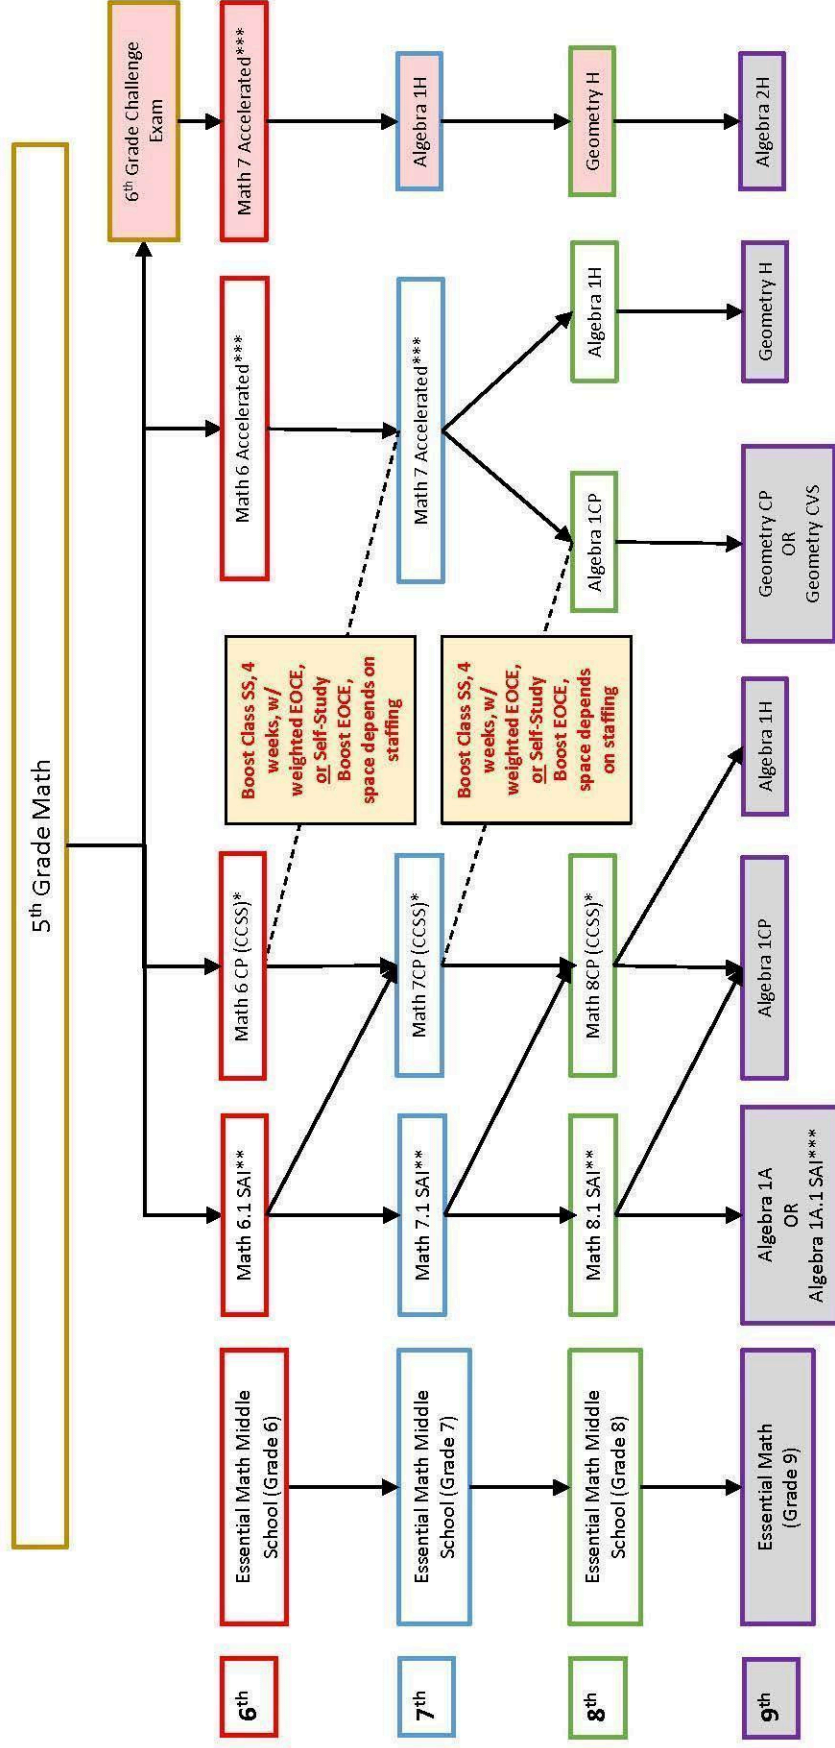 5th Grade Math
6th Grade Challenge
Exam
6th
Essential Math Middle
School (Grade 6)
Math 6.1 SAI**
Math 6 CP (CCSS)*
Boost Class SS, 4
weeks, w/
weighted EOCE,
or Self-Study
Boost EOCE,
space depends on
staffing
Math 6 Accelerated***
Math 7 Accelerated***
7th
Essential Math Middle
School (Grade 7)
Math 7.1 SAI**
Math 7CP (CCSS)*
Boost Class SS, 4
weeks, w/
weighted EOCE,
or Self-Study
Boost EOCE,
space depends
on staffing
Math 7 Accelerated***
Algebra 1H
8th
Essential Math Middle
School (Grade 8)
Math 8.1 SAI**
Math 8CP (CCSS)*
Algebra 1CP
Algebra 1H
Geometry H
9th
Essential Math
(Grade 9)
Algebra 1A
OR
Algebra 1A.1 SAI***
Algebra 1CP
Algebra 1H
Geometry CP
OR
Geometry CVS
Geometry H
Algebra 2H